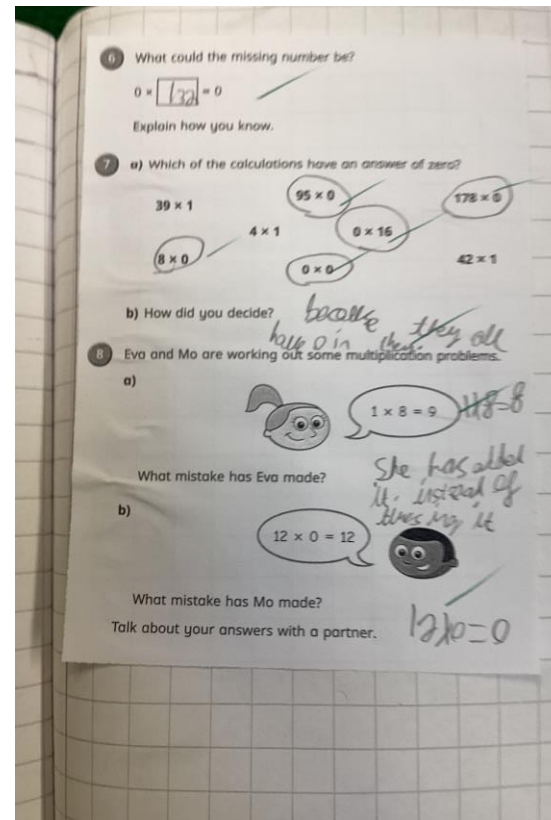 6 What could the missing number be?
0 × 132 = 0
Explain how you know.
7 a) Which of the calculations have an answer of zero?
39 × 1 95 × 0 178 × 0
4 × 1 0 × 16
8 × 0 0 × 0 42 × 1
b) How did you decide? because they all
have 0 in them
8 Eva and Mo are working out some multiplication problems.
a)
1 × 8 = 9 1×8=8
What mistake has Eva made? She has added
it. instead of
b) timesing it
12 × 0 = 12
What mistake has Mo made?
Talk about your answers with a partner. 12×0=0